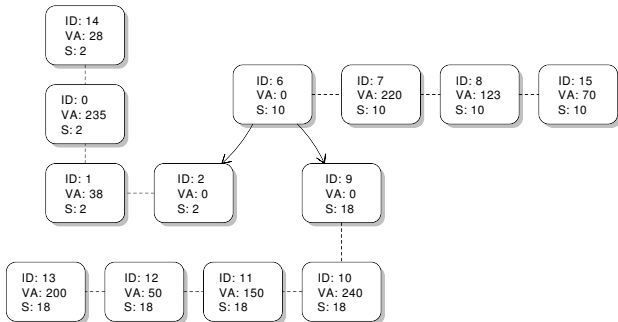 ID: 14
VA: 28
S: 2
ID: 0
VA: 235
S: 2
ID: 6
VA: 0
S: 10
ID: 7
VA: 220
S: 10
ID: 8
VA: 123
S: 10
ID: 15
VA: 70
S: 10
ID: 1
VA: 38
S: 2
ID: 2
VA: 0
S: 2
ID: 9
VA: 0
S: 18
ID: 13
VA: 200
S: 18
ID: 12
VA: 50
S: 18
ID: 11
VA: 150
S: 18
ID: 10
VA: 240
S: 18